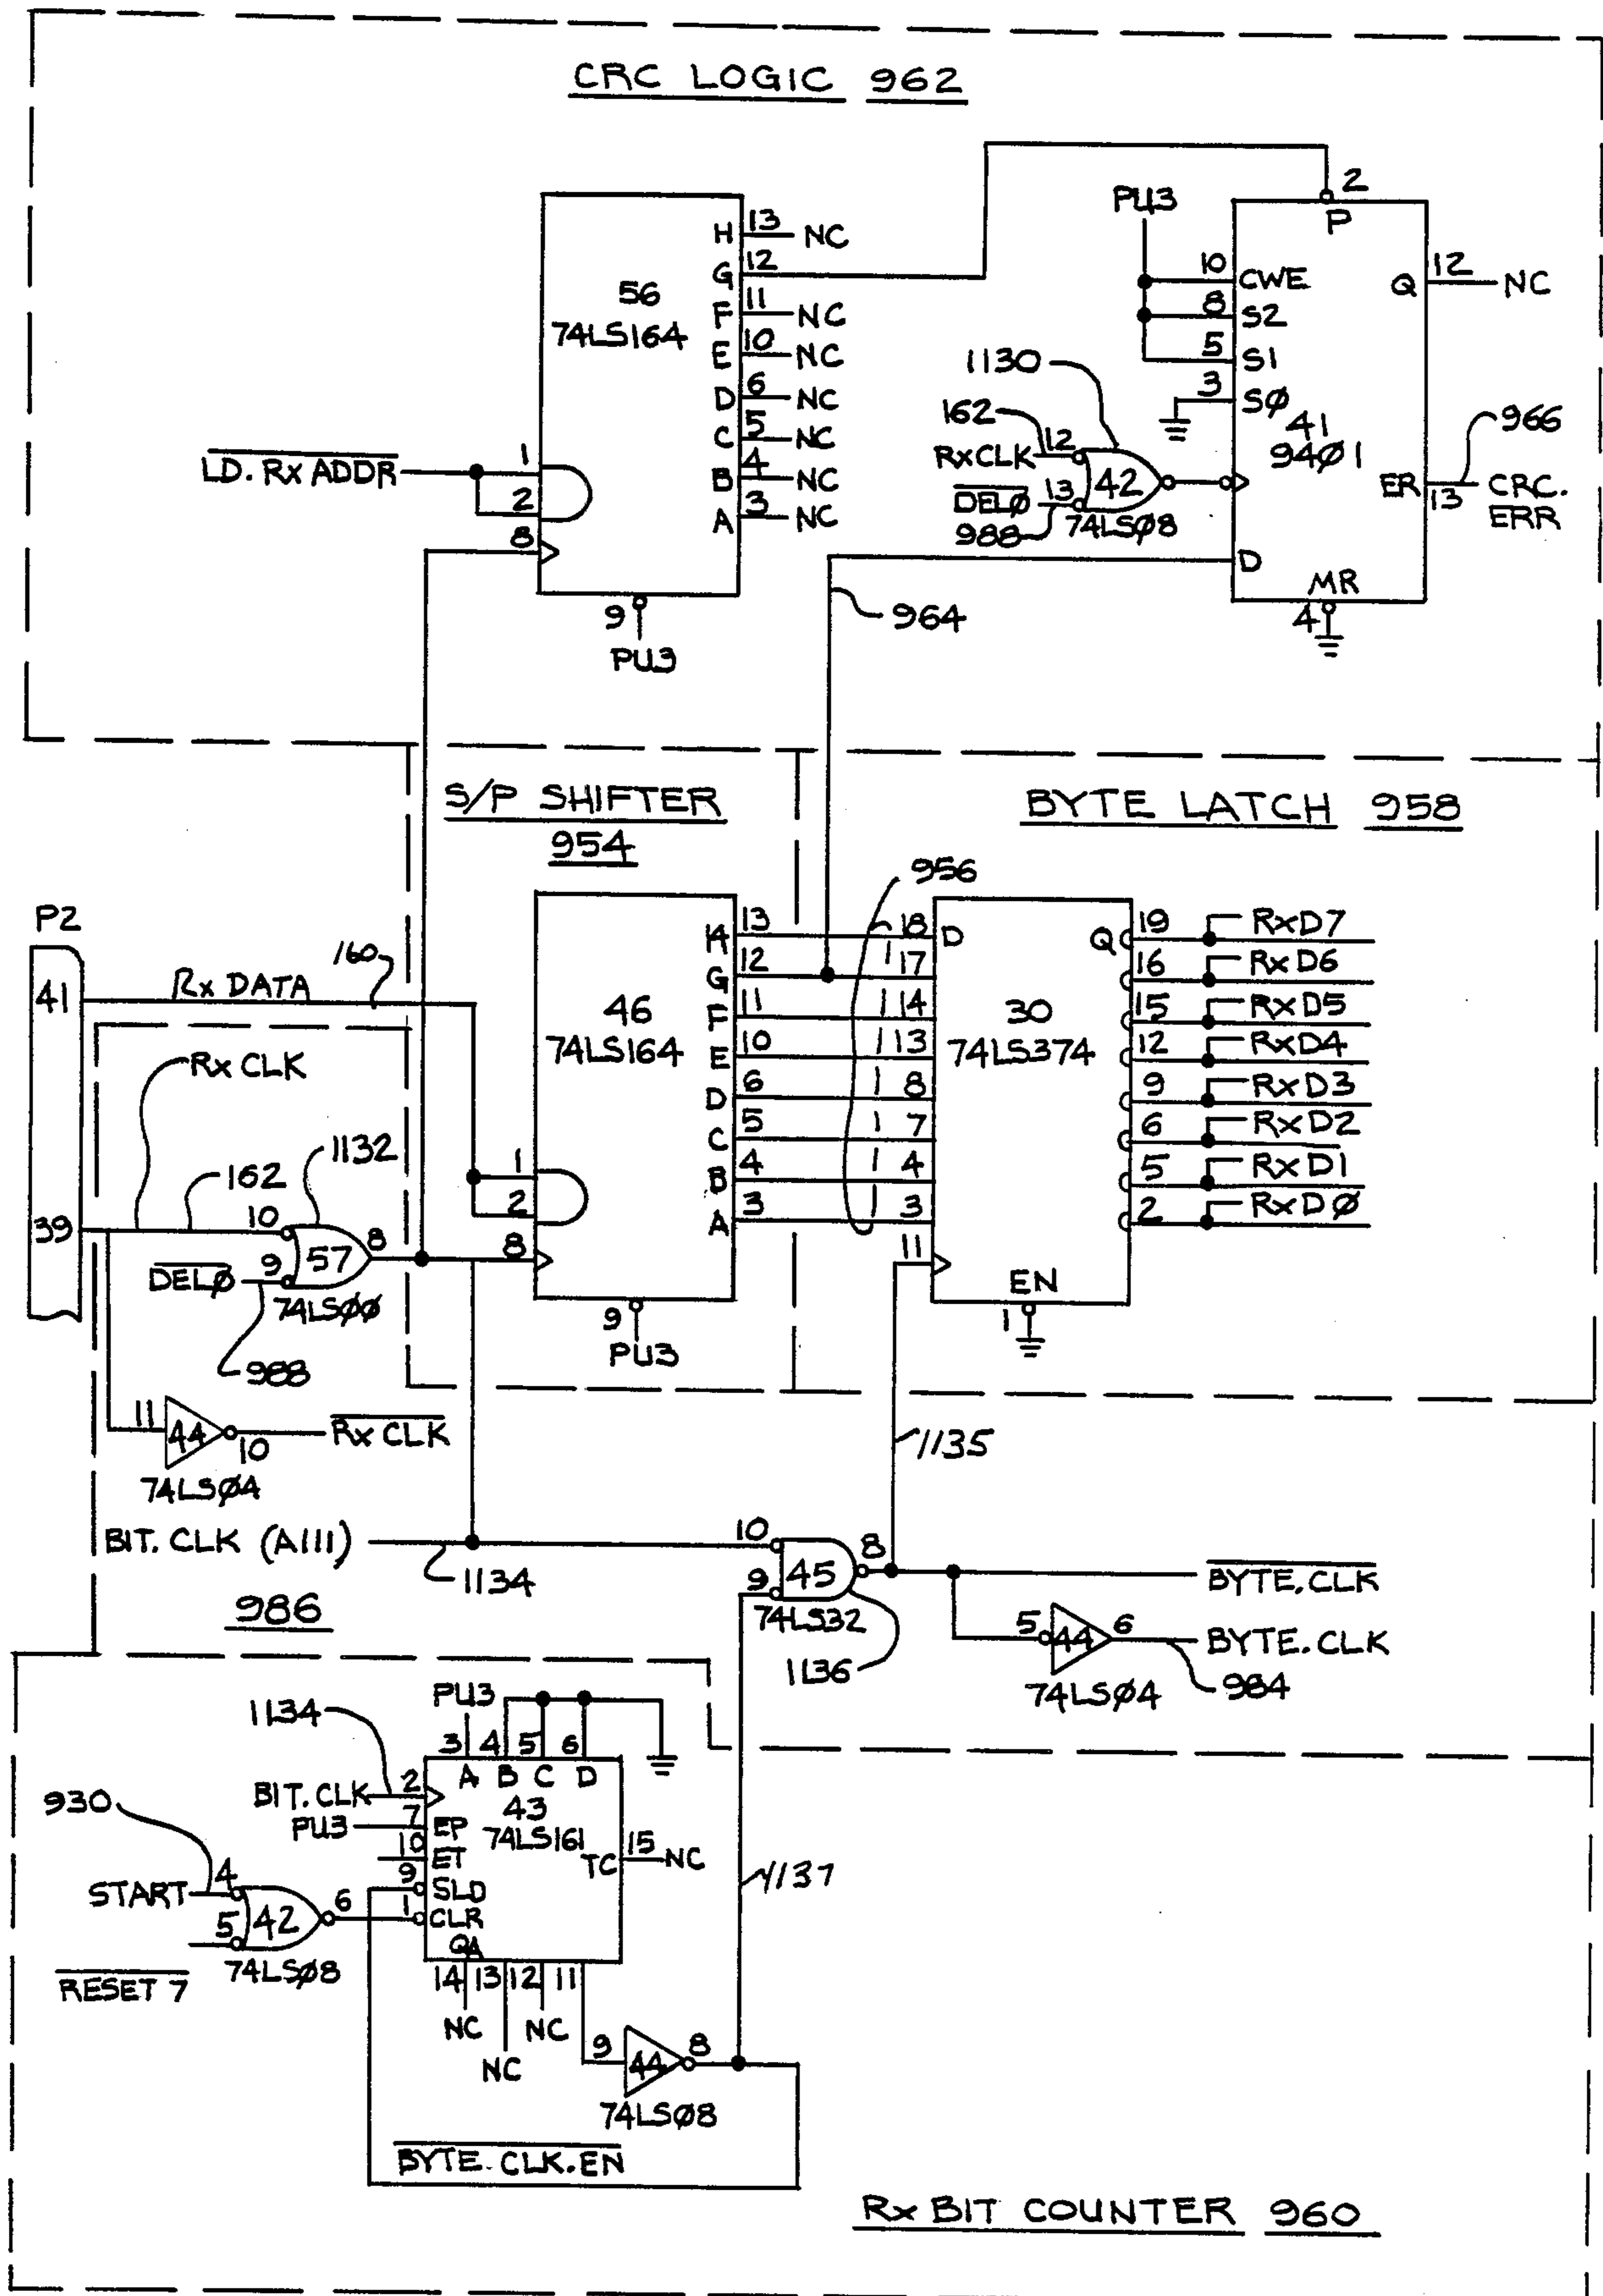 CRC LOGIC 962
2
P
PU3
H 13 NC
G 12
F 11 NC
E 10 NC
D 6 NC
C 5 NC
B 4 NC
A 3 NC
56
74LS164
LD. Rx ADDR
1
2
8
9
PU3
10 CWE
8 S2
5 S1
3 SØ
41
94Ø1
Q 12 NC
966
ER 13 CRC.
ERR
1130
162
RxCLK 12
DELØ 13
42
988
74LSØ8
D
MR
4
964
S/P SHIFTER
954
BYTE LATCH 958
956
P2
41
160
Rx DATA
46
74LS164
H 13
G 12
F 11
E 10
D 6
C 5
B 4
A 3
18 D
17
14
13
8
7
4
3
11
30
74LS374
Q 19 RxD7
16 RxD6
15 RxD5
12 RxD4
9 RxD3
6 RxD2
5 RxD1
2 RxDØ
EN
1
Rx CLK
162
1132
39
10
9
57
8
DELØ
74LSØØ
988
1
2
8
9
PU3
11
44
10
Rx CLK
74LSØ4
1135
BIT. CLK (A111)
1134
10
9
45
8
74LS32
1136
BYTE.CLK
5
44
6
BYTE.CLK
74LSØ4
984
986
PU3
3 4 5 6
A B C D
1134
BIT. CLK 2
PU3 7 EP
10 ET
9 SLD
1 CLR
43
74LS161
TC 15 NC
930
START 4
5
42
6
74LSØ8
RESET 7
QA
14 13 12 11
NC
NC
NC
9
44
8
74LSØ8
1137
BYTE.CLK.EN
Rx BIT COUNTER 960